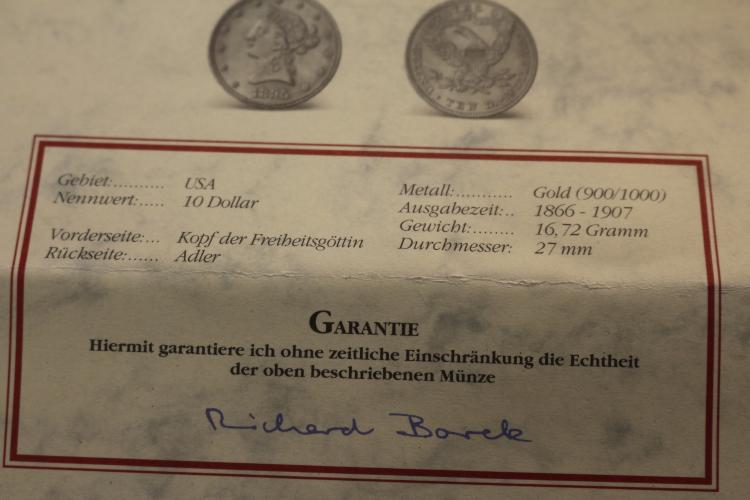 TEN D
Gebiet:.......... USA
Nennwert:..... 10 Dollar
Vorderseite:... Kopf der Freiheitsgöttin
Rückseite:...... Adler
Metall:........... Gold (900/1000)
Ausgabezeit:.. 1866 - 1907
Gewicht:........ 16,72 Gramm
Durchmesser: 27 mm
GARANTIE
Hiermit garantiere ich ohne zeitliche Einschränkung die Echtheit
der oben beschriebenen Münze
Richard Borek